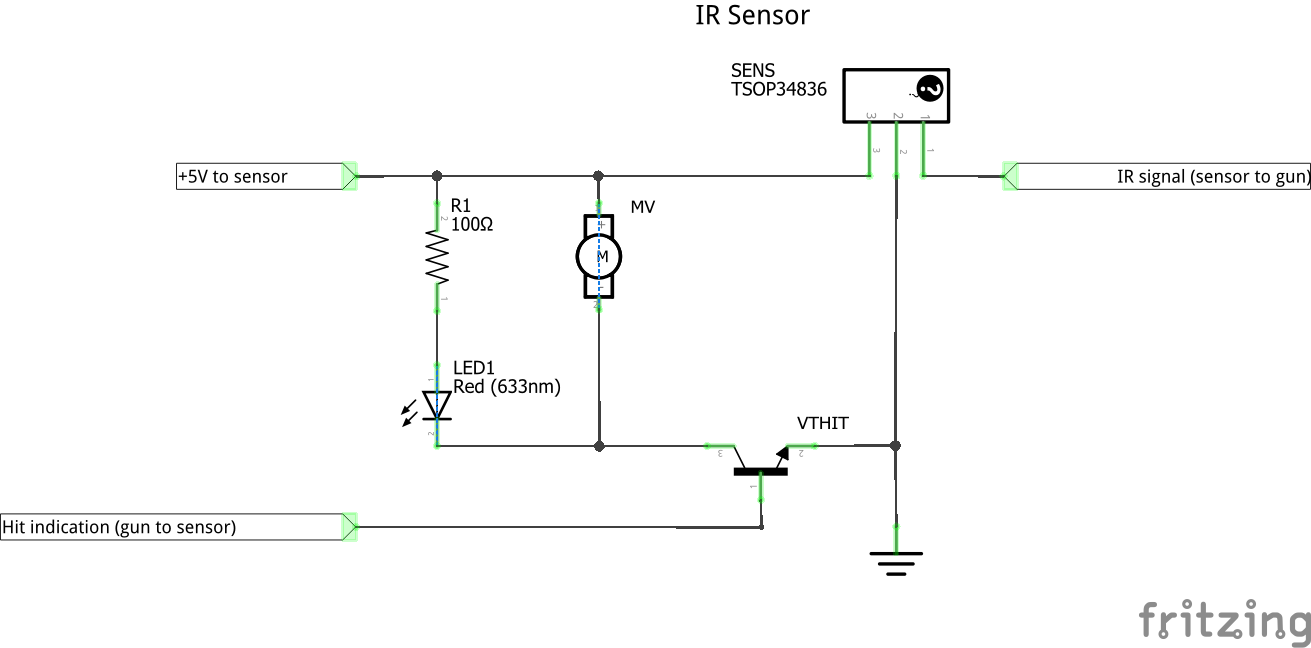 IR Sensor
SENS
TSOP34836
3
2
1
3
2
1
+5V to sensor
IR signal (sensor to gun)
R1
100Ω
2
1
MV
+
M
-
LED1
Red (633nm)
1
2
VTHIT
3
2
1
Hit indication (gun to sensor)
fritzing